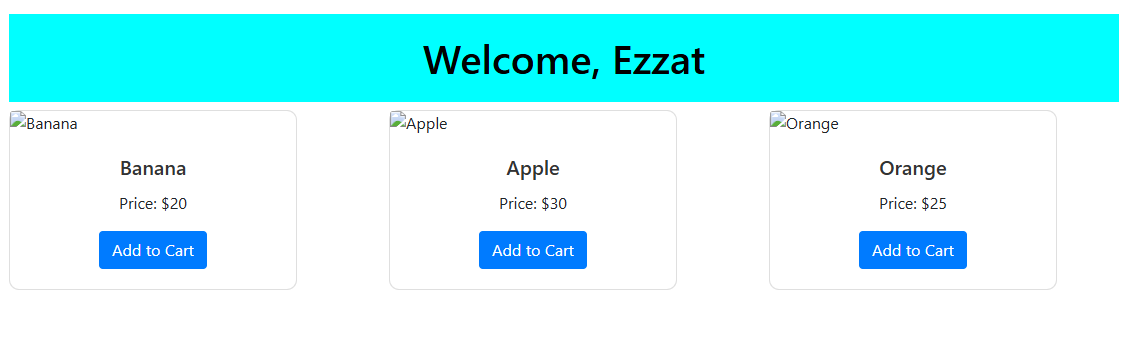 Welcome, Ezzat
Banana
Apple
Orange
Banana
Apple
Orange
Price: $20
Price: $30
Price: $25
Add to Cart
Add to Cart
Add to Cart